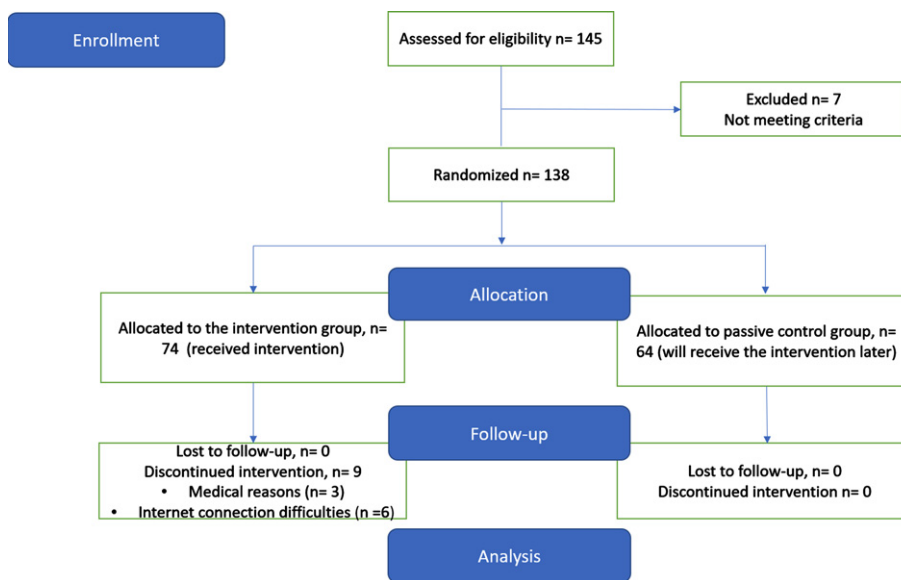 Enrollment
Assessed for eligibility n= 145
Excluded n= 7
Not meeting criteria
Randomized n= 138
Allocation
Allocated to the intervention group, n=
74 (received intervention)
Allocated to passive control group, n=
64 (will receive the intervention later)
Follow-up
Lost to follow-up, n= 0
Discontinued intervention, n= 9
• Medical reasons (n= 3)
• Internet connection difficulties (n =6)
Lost to follow-up, n= 0
Discontinued intervention n= 0
Analysis